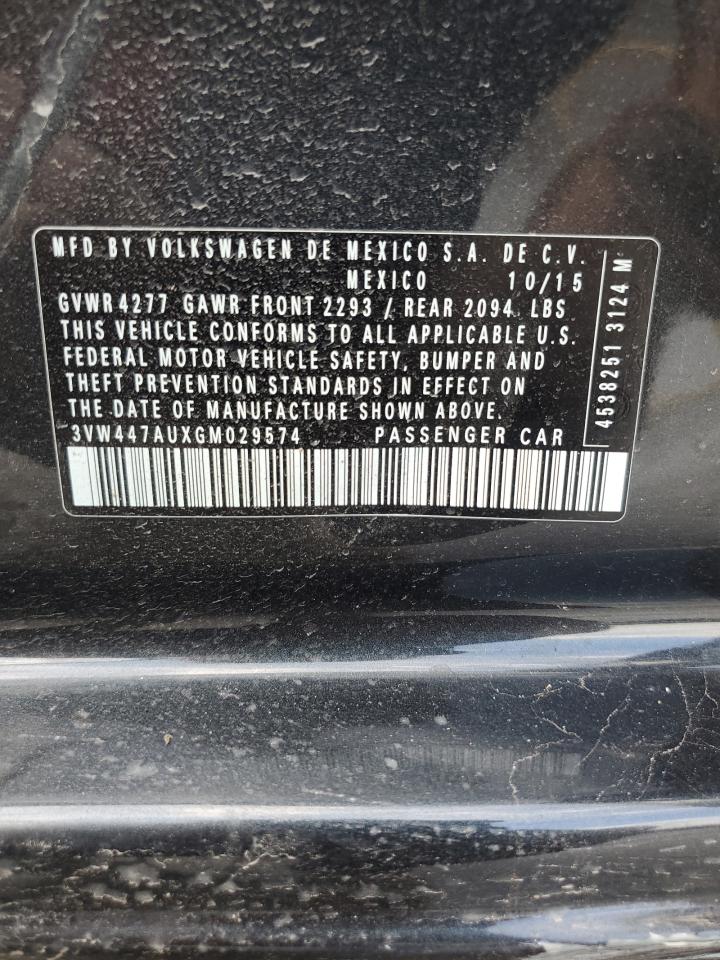 MFD BY VOLKSWAGEN DE MEXICO S.A. DE C.V.
MEXICO 10/15
GVWR 4277 GAWR FRONT 2293 / REAR 2094 LBS
THIS VEHICLE CONFORMS TO ALL APPLICABLE U.S.
FEDERAL MOTOR VEHICLE SAFETY, BUMPER AND
THEFT PREVENTION STANDARDS IN EFFECT ON
THE DATE OF MANUFACTURE SHOWN ABOVE.
3VW447AUXGM029574 PASSENGER CAR
4538251 3124 M